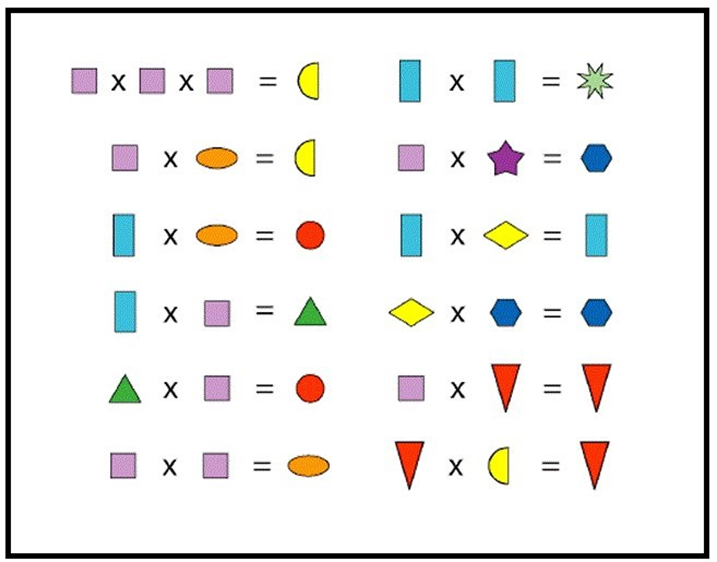 x x = x =
x = x =
x = x =
x = x =
x = x =
x = x =